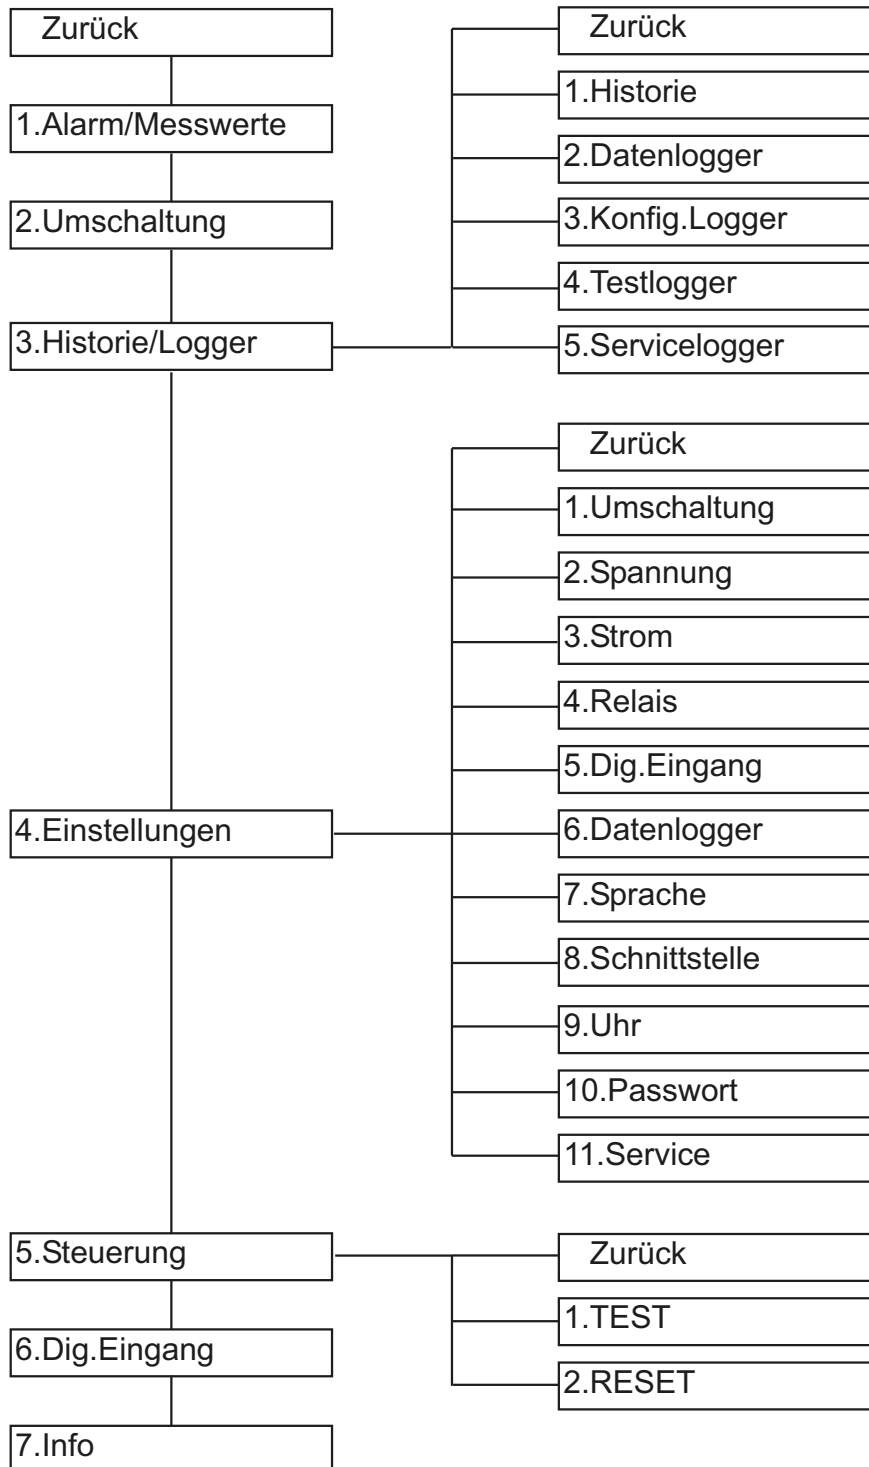 Zurück
1.Alarm/Messwerte
2.Umschaltung
3.Historie/Logger
Zurück
1.Historie
2.Datenlogger
3.Konfig.Logger
4.Testlogger
5.Servicelogger
4.Einstellungen
Zurück
1.Umschaltung
2.Spannung
3.Strom
4.Relais
5.Dig.Eingang
6.Datenlogger
7.Sprache
8.Schnittstelle
9.Uhr
10.Passwort
11.Service
5.Steuerung
Zurück
1.TEST
2.RESET
6.Dig.Eingang
7.Info